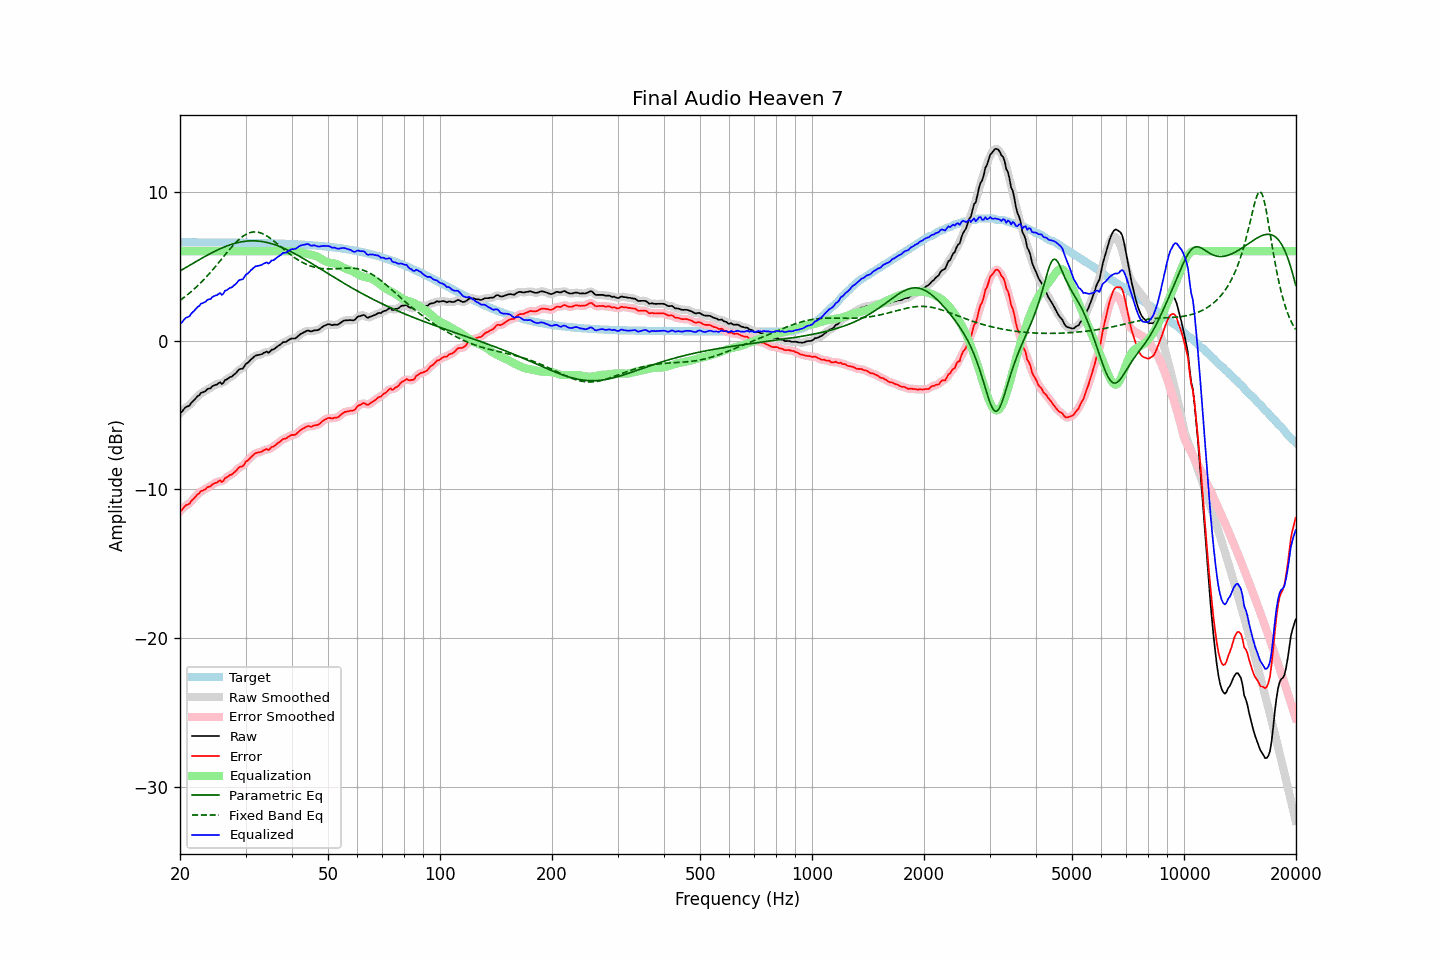 Final Audio Heaven 7
Amplitude (dBr)
10
0
−10
−20
−30
Target
Raw Smoothed
Error Smoothed
Raw
Error
Equalization
Parametric Eq
Fixed Band Eq
Equalized
20 50 100 200 500 1000 2000 5000 10000 20000
Frequency (Hz)